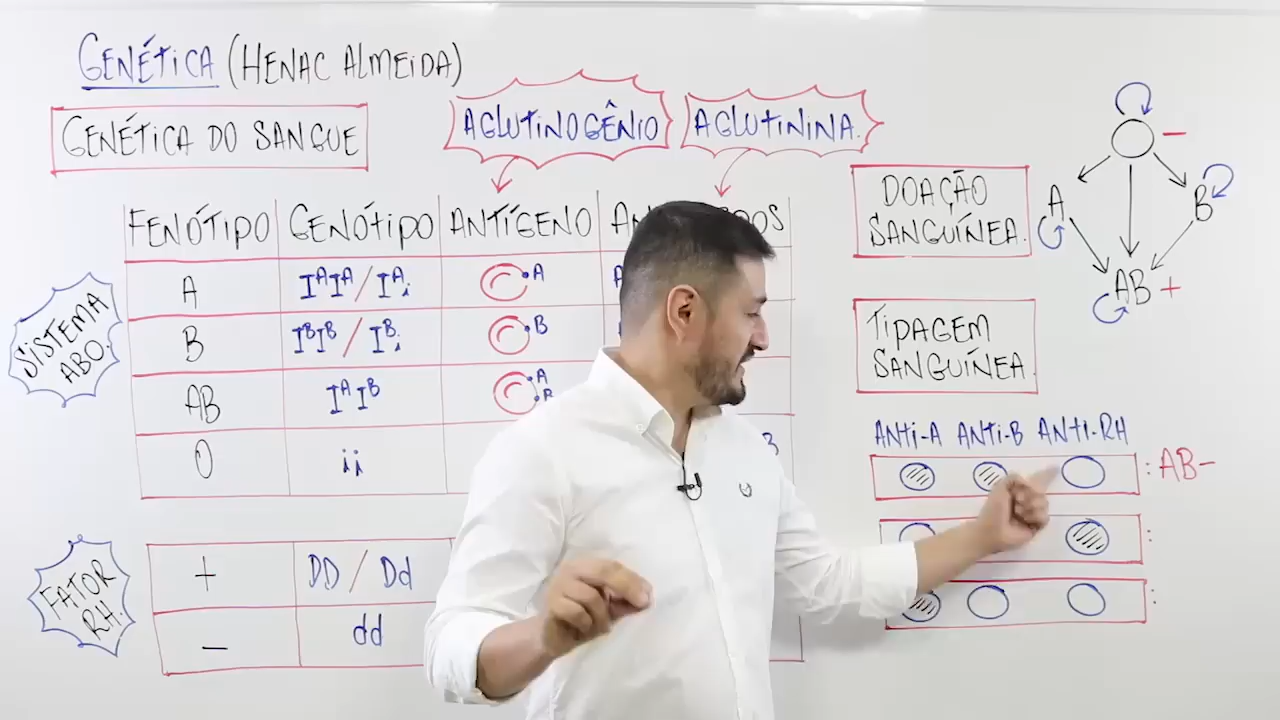 GENÉTICA (HENAC ALMEIDA)
GENÉTICA DO SANGUE
AGLUTINOGÊNIO
AGLUTININA.
FENÓTIPO GENÓTIPO ANTÍGENO
A IᴬIᴬ / Iᴬi A
B IᴮIᴮ / Iᴮi B
AB IᴬIᴮ A B
O ii B
SISTEMA
ABO.
FATOR
RH.
+ DD / Dd
– dd
DOAÇÃO
SANGUÍNEA.
–
A B
AB +
TIPAGEM
SANGUÍNEA.
ANTI-A ANTI-B ANTI-RH
: AB–
:
: